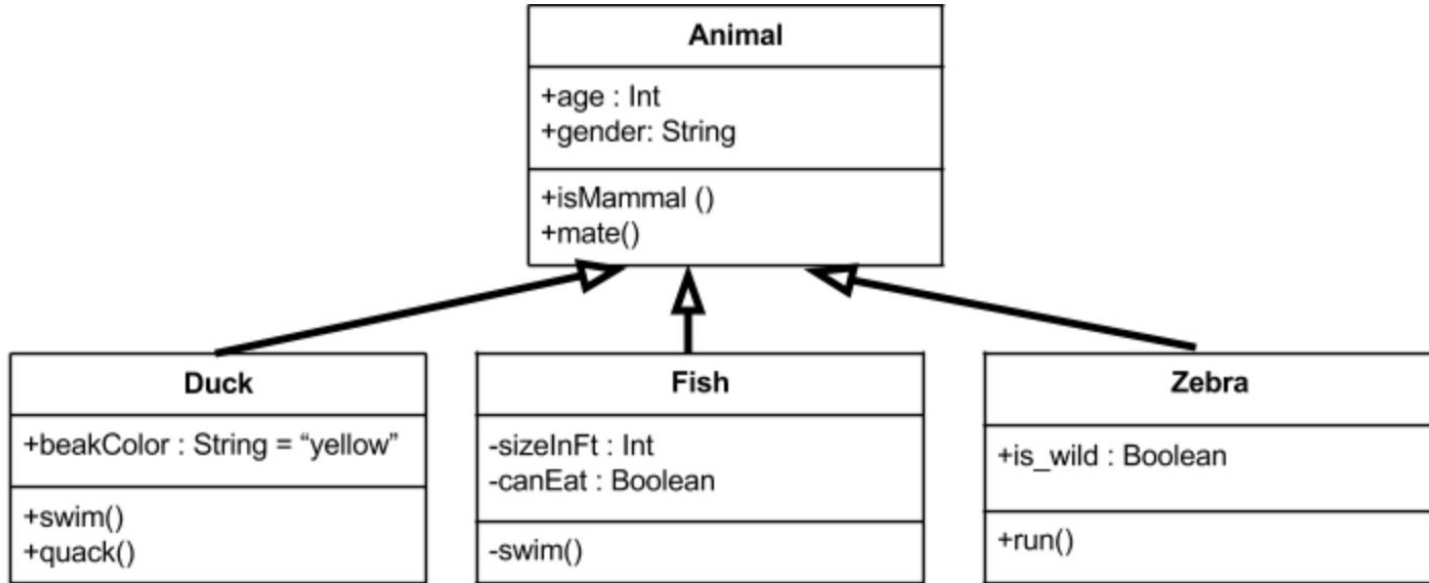 Animal
+age : Int
+gender: String
+isMammal ()
+mate()
Duck
+beakColor : String = “yellow”
+swim()
+quack()
Fish
-sizeInFt : Int
-canEat : Boolean
-swim()
Zebra
+is_wild : Boolean
+run()